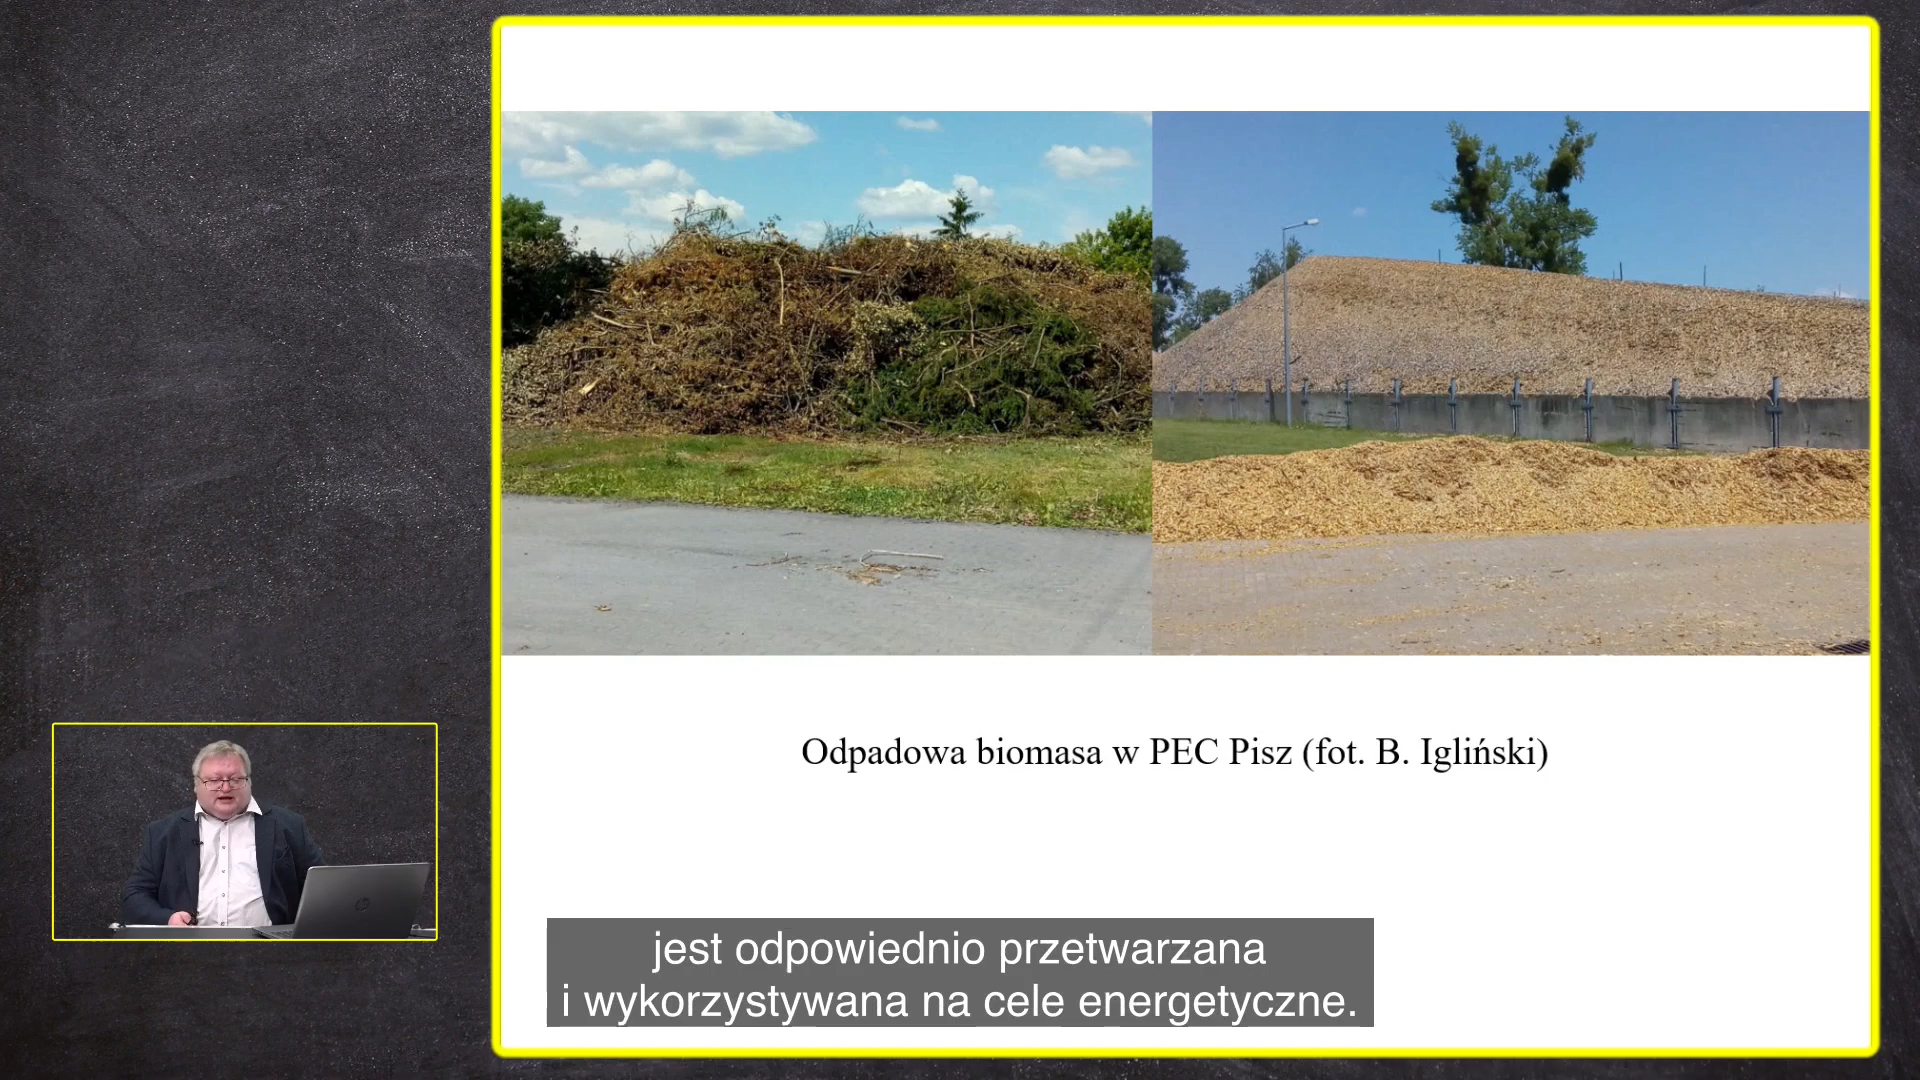 Odpadowa biomasa w PEC Pisz (fot. B. Igliński)
jest odpowiednio przetwarzana
i wykorzystywana na cele energetyczne.